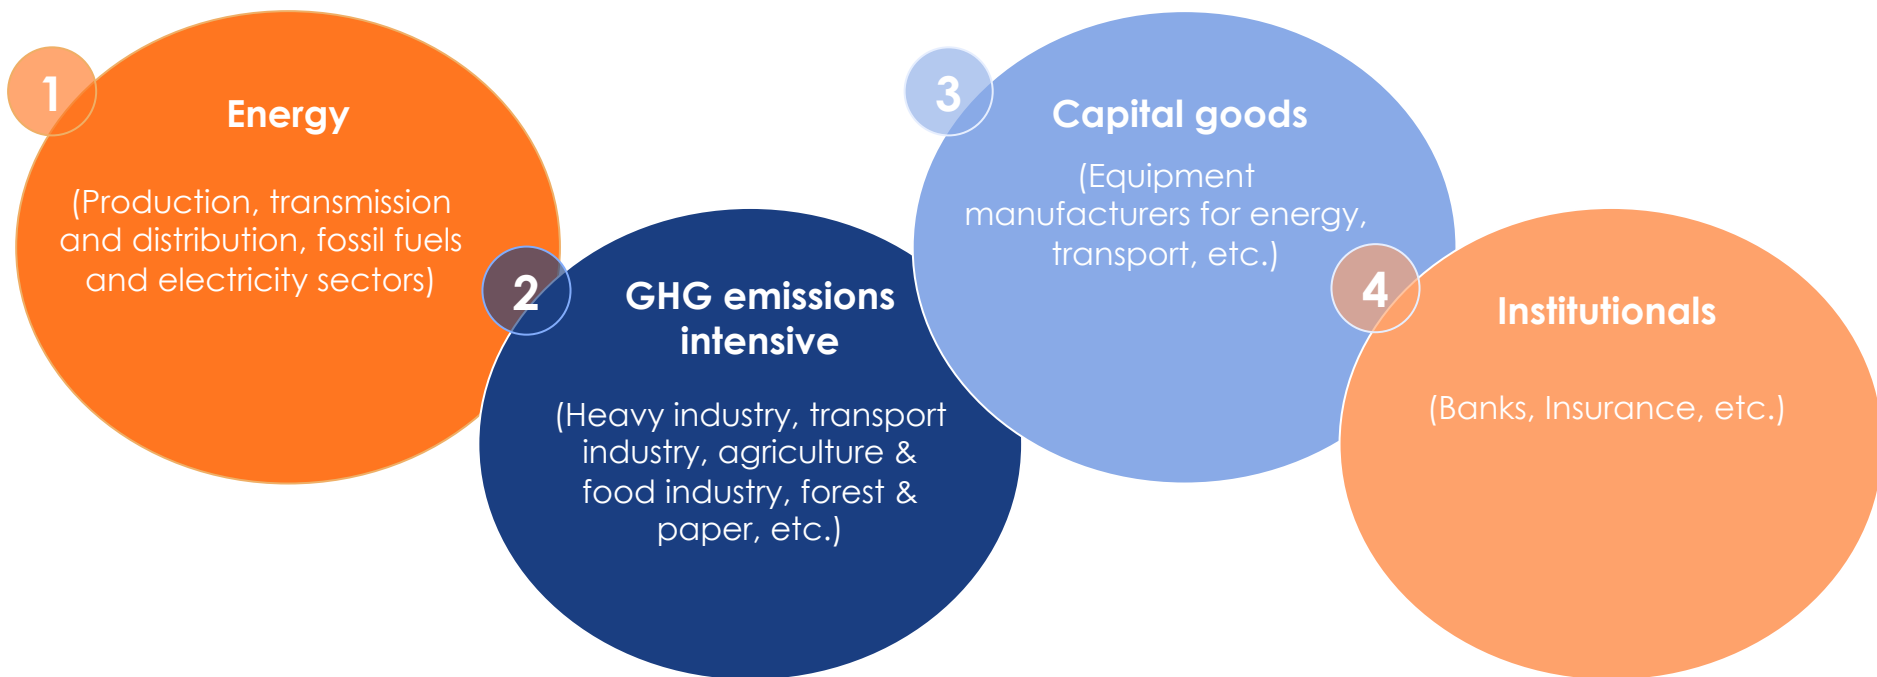 1
Energy
(Production, transmission
and distribution, fossil fuels
and electricity sectors)
2
GHG emissions
intensive
(Heavy industry, transport
industry, agriculture &
food industry, forest &
paper, etc.)
3
Capital goods
(Equipment
manufacturers for energy,
transport, etc.)
4
Institutionals
(Banks, Insurance, etc.)